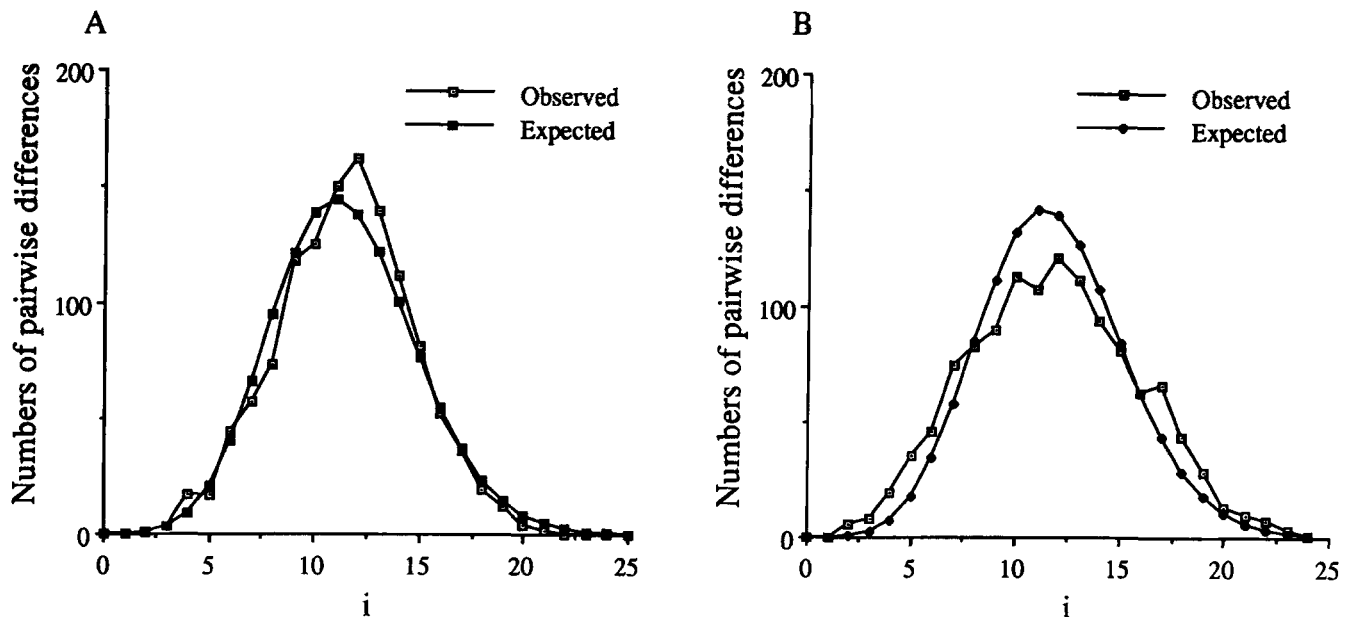 A
Numbers of pairwise differences
200
100
0
0 5 10 15 20 25
i
Observed
Expected
B
Numbers of pairwise differences
200
100
0
0 5 10 15 20 25
i
Observed
Expected